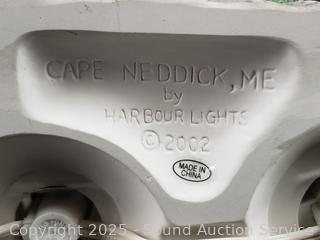 CAPE NEDDICK, ME
by
HARBOUR LIGHTS
© 2002
MADE IN
CHINA
Copyright 2025 - Sound Auction Service